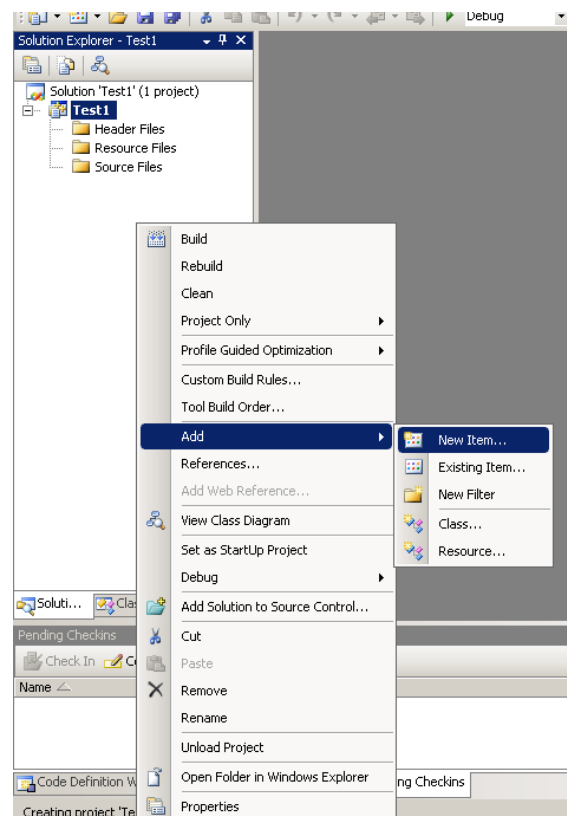 Debug
Solution Explorer - Test1
Solution 'Test1' (1 project)
Test1
Header Files
Resource Files
Source Files
Build
Rebuild
Clean
Project Only
Profile Guided Optimization
Custom Build Rules...
Tool Build Order...
Add
New Item...
References...
Existing Item...
Add Web Reference...
New Filter
View Class Diagram
Class...
Set as StartUp Project
Resource...
Debug
Soluti...
Cla
Add Solution to Source Control...
Pending Checkins
Cut
Check In
Paste
Name
Remove
Rename
Unload Project
Code Definition W
Open Folder in Windows Explorer
ng Checkins
Creating project 'Te
Properties